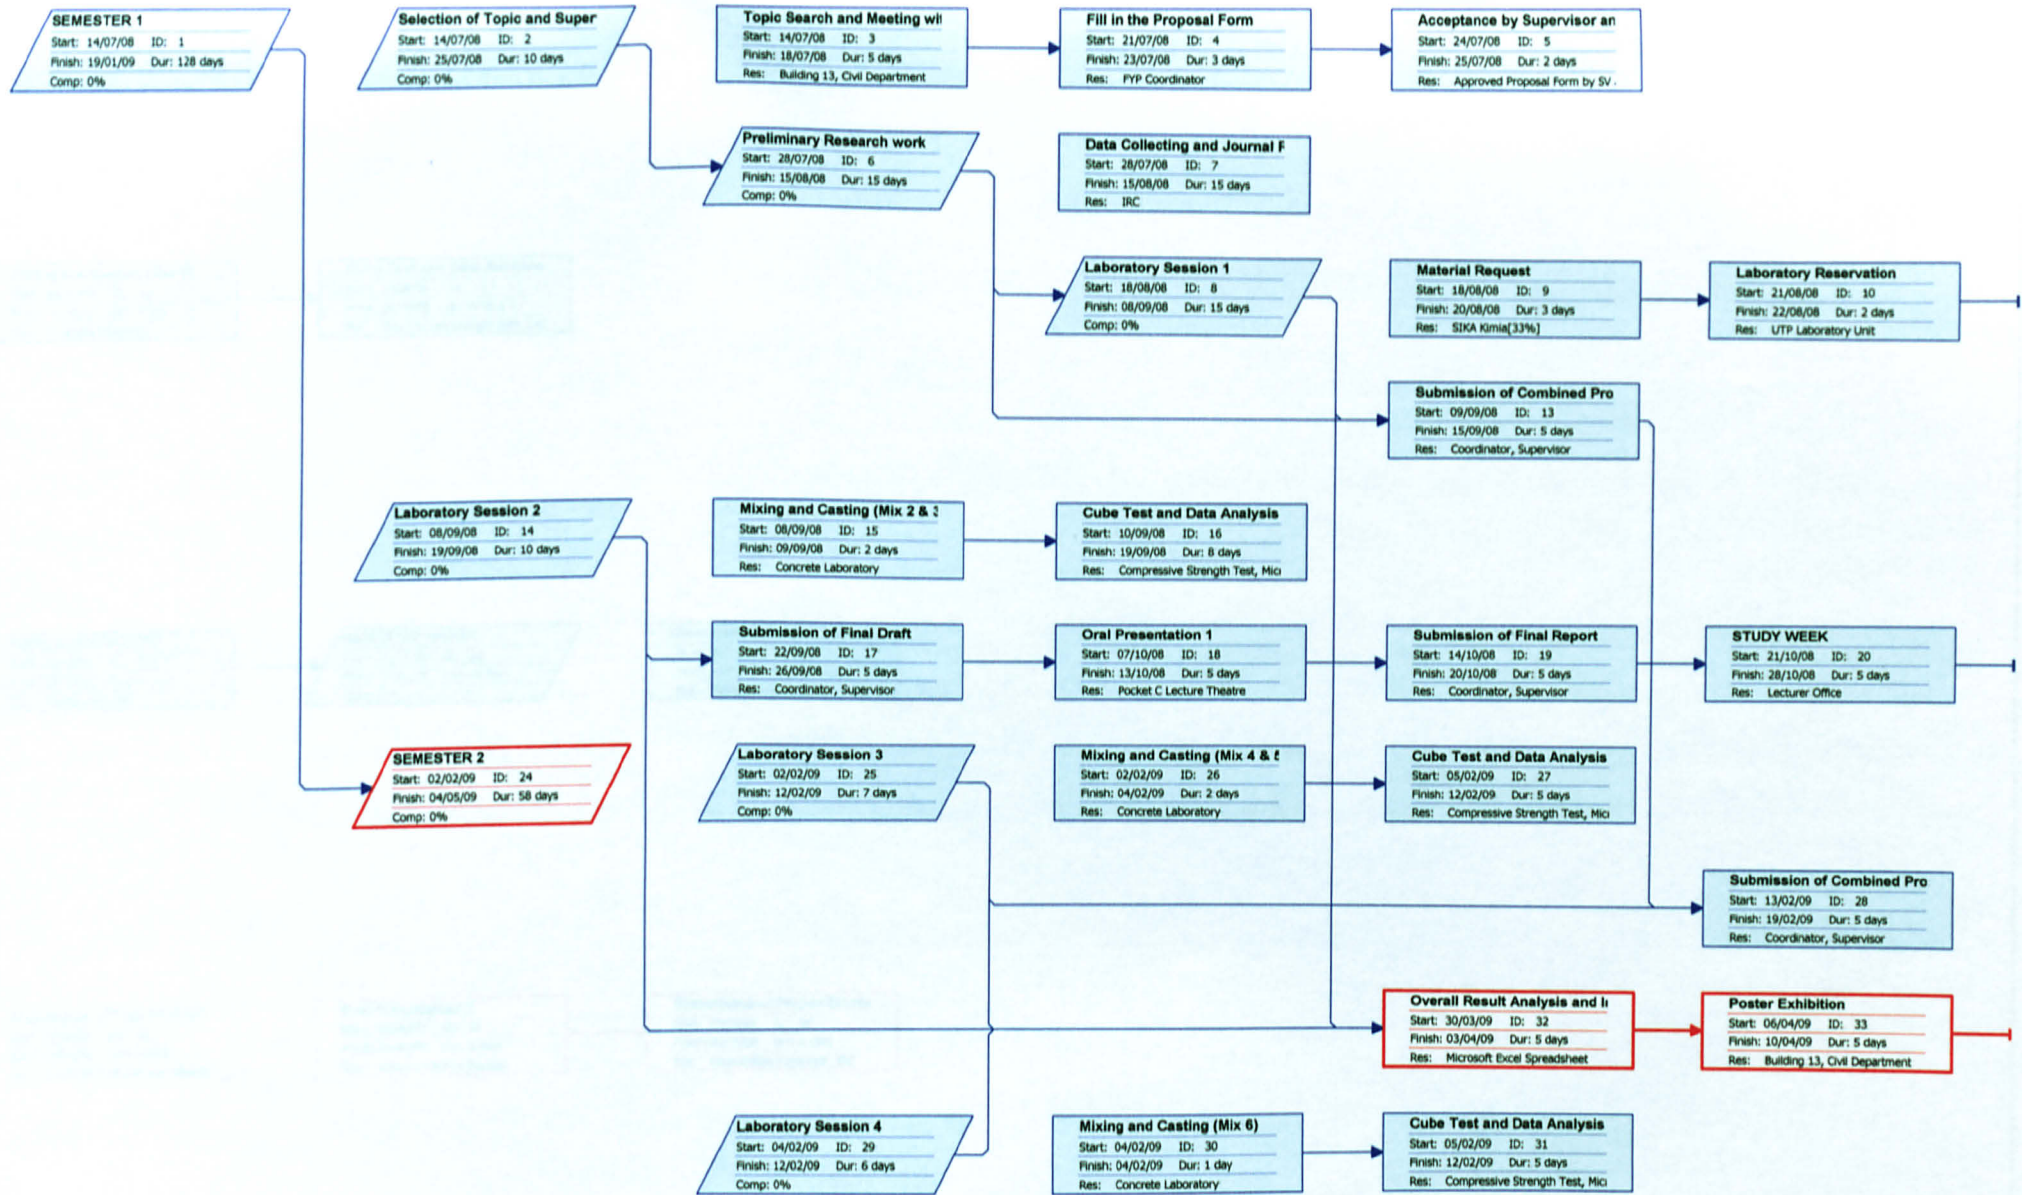 SEMESTER 1
Start: 14/07/08 ID: 1
Finish: 19/01/09 Dur: 128 days
Comp: 0%
Selection of Topic and Super
Start: 14/07/08 ID: 2
Finish: 25/07/08 Dur: 10 days
Comp: 0%
Topic Search and Meeting wit
Start: 14/07/08 ID: 3
Finish: 18/07/08 Dur: 5 days
Res: Building 13, Civil Department
Fill in the Proposal Form
Start: 21/07/08 ID: 4
Finish: 23/07/08 Dur: 3 days
Res: FYP Coordinator
Acceptance by Supervisor an
Start: 24/07/08 ID: 5
Finish: 25/07/08 Dur: 2 days
Res: Approved Proposal Form by SV
Preliminary Research work
Start: 28/07/08 ID: 6
Finish: 15/08/08 Dur: 15 days
Comp: 0%
Data Collecting and Journal F
Start: 28/07/08 ID: 7
Finish: 15/08/08 Dur: 15 days
Res: IRC
Laboratory Session 1
Start: 18/08/08 ID: 8
Finish: 08/09/08 Dur: 15 days
Comp: 0%
Material Request
Start: 18/08/08 ID: 9
Finish: 20/08/08 Dur: 3 days
Res: SIKA Kimia[33%]
Laboratory Reservation
Start: 21/08/08 ID: 10
Finish: 22/08/08 Dur: 2 days
Res: UTP Laboratory Unit
Submission of Combined Pro
Start: 09/09/08 ID: 13
Finish: 15/09/08 Dur: 5 days
Res: Coordinator, Supervisor
Laboratory Session 2
Start: 08/09/08 ID: 14
Finish: 19/09/08 Dur: 10 days
Comp: 0%
Mixing and Casting (Mix 2 & 3
Start: 08/09/08 ID: 15
Finish: 09/09/08 Dur: 2 days
Res: Concrete Laboratory
Cube Test and Data Analysis
Start: 10/09/08 ID: 16
Finish: 19/09/08 Dur: 8 days
Res: Compressive Strength Test, Mic
Submission of Final Draft
Start: 22/09/08 ID: 17
Finish: 26/09/08 Dur: 5 days
Res: Coordinator, Supervisor
Oral Presentation 1
Start: 07/10/08 ID: 18
Finish: 13/10/08 Dur: 5 days
Res: Pocket C Lecture Theatre
Submission of Final Report
Start: 14/10/08 ID: 19
Finish: 20/10/08 Dur: 5 days
Res: Coordinator, Supervisor
STUDY WEEK
Start: 21/10/08 ID: 20
Finish: 28/10/08 Dur: 5 days
Res: Lecturer Office
SEMESTER 2
Start: 02/02/09 ID: 24
Finish: 04/05/09 Dur: 58 days
Comp: 0%
Laboratory Session 3
Start: 02/02/09 ID: 25
Finish: 12/02/09 Dur: 7 days
Comp: 0%
Mixing and Casting (Mix 4 & 5
Start: 02/02/09 ID: 26
Finish: 04/02/09 Dur: 2 days
Res: Concrete Laboratory
Cube Test and Data Analysis
Start: 05/02/09 ID: 27
Finish: 12/02/09 Dur: 5 days
Res: Compressive Strength Test, Mic
Submission of Combined Pro
Start: 13/02/09 ID: 28
Finish: 19/02/09 Dur: 5 days
Res: Coordinator, Supervisor
Overall Result Analysis and I
Start: 30/03/09 ID: 32
Finish: 03/04/09 Dur: 5 days
Res: Microsoft Excel Spreadsheet
Poster Exhibition
Start: 06/04/09 ID: 33
Finish: 10/04/09 Dur: 5 days
Res: Building 13, Civil Department
Laboratory Session 4
Start: 04/02/09 ID: 29
Finish: 12/02/09 Dur: 6 days
Comp: 0%
Mixing and Casting (Mix 6)
Start: 04/02/09 ID: 30
Finish: 04/02/09 Dur: 1 day
Res: Concrete Laboratory
Cube Test and Data Analysis
Start: 05/02/09 ID: 31
Finish: 12/02/09 Dur: 5 days
Res: Compressive Strength Test, Mic